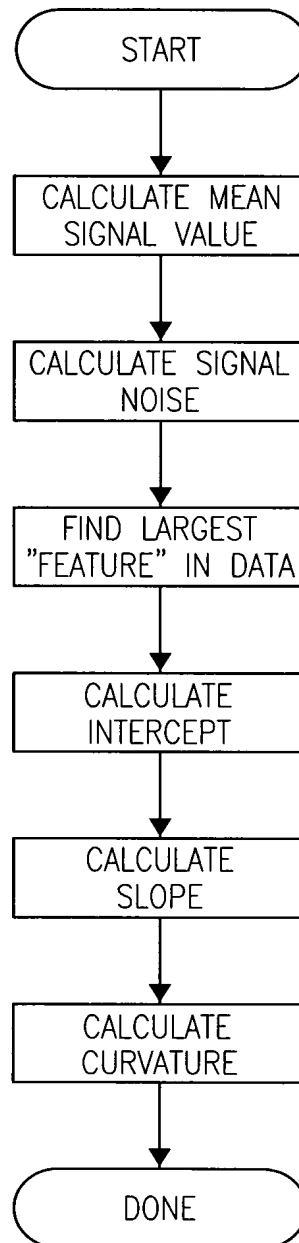 START
CALCULATE MEAN
SIGNAL VALUE
CALCULATE SIGNAL
NOISE
FIND LARGEST
"FEATURE" IN DATA
CALCULATE
INTERCEPT
CALCULATE
SLOPE
CALCULATE
CURVATURE
DONE